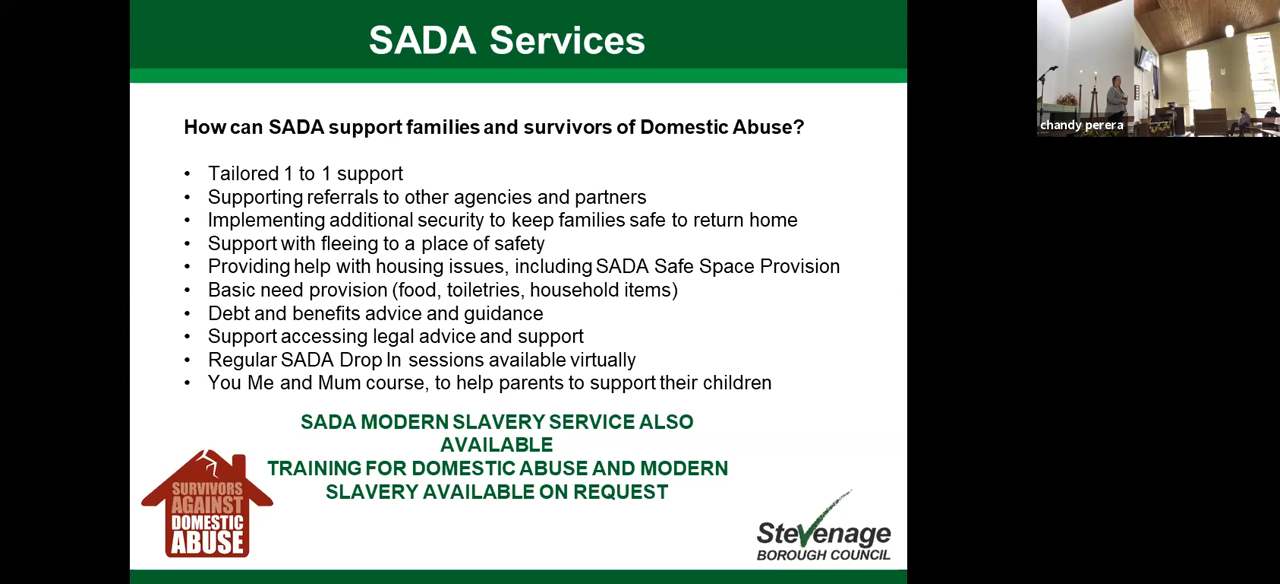 SADA Services
How can SADA support families and survivors of Domestic Abuse?
• Tailored 1 to 1 support
• Supporting referrals to other agencies and partners
• Implementing additional security to keep families safe to return home
• Support with fleeing to a place of safety
• Providing help with housing issues, including SADA Safe Space Provision
• Basic need provision (food, toiletries, household items)
• Debt and benefits advice and guidance
• Support accessing legal advice and support
• Regular SADA Drop In sessions available virtually
• You Me and Mum course, to help parents to support their children
SADA MODERN SLAVERY SERVICE ALSO
AVAILABLE
TRAINING FOR DOMESTIC ABUSE AND MODERN
SLAVERY AVAILABLE ON REQUEST
SURVIVORS
AGAINST
DOMESTIC
ABUSE
Stevenage
BOROUGH COUNCIL
chandy perera